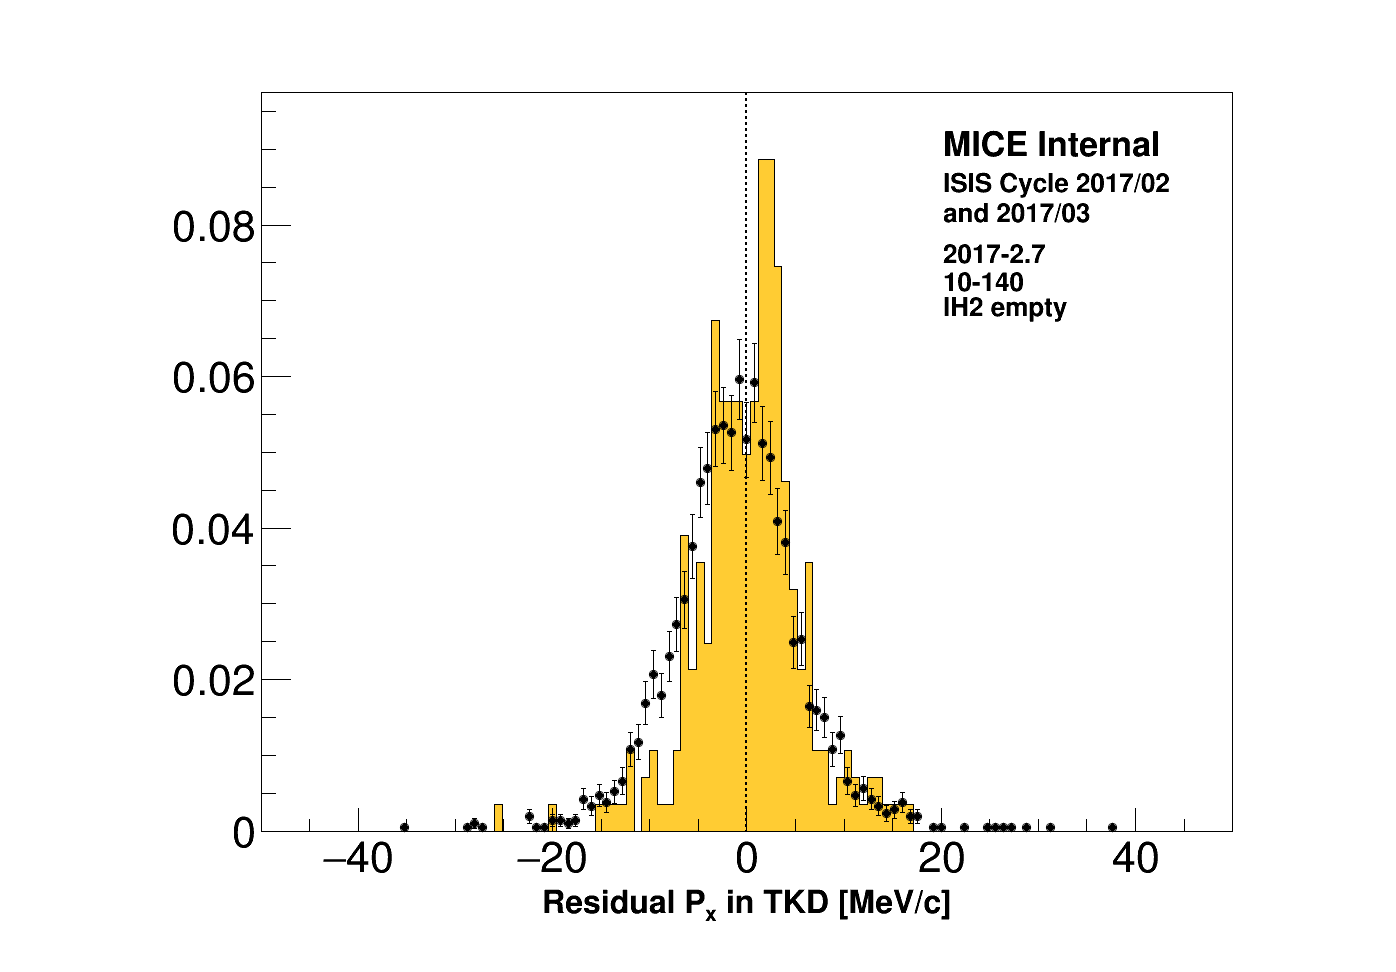 MICE Internal
ISIS Cycle 2017/02
and 2017/03
2017-2.7
10-140
lH2 empty
0.08
0.06
0.04
0.02
0
−40 −20 0 20 40
Residual Px in TKD [MeV/c]